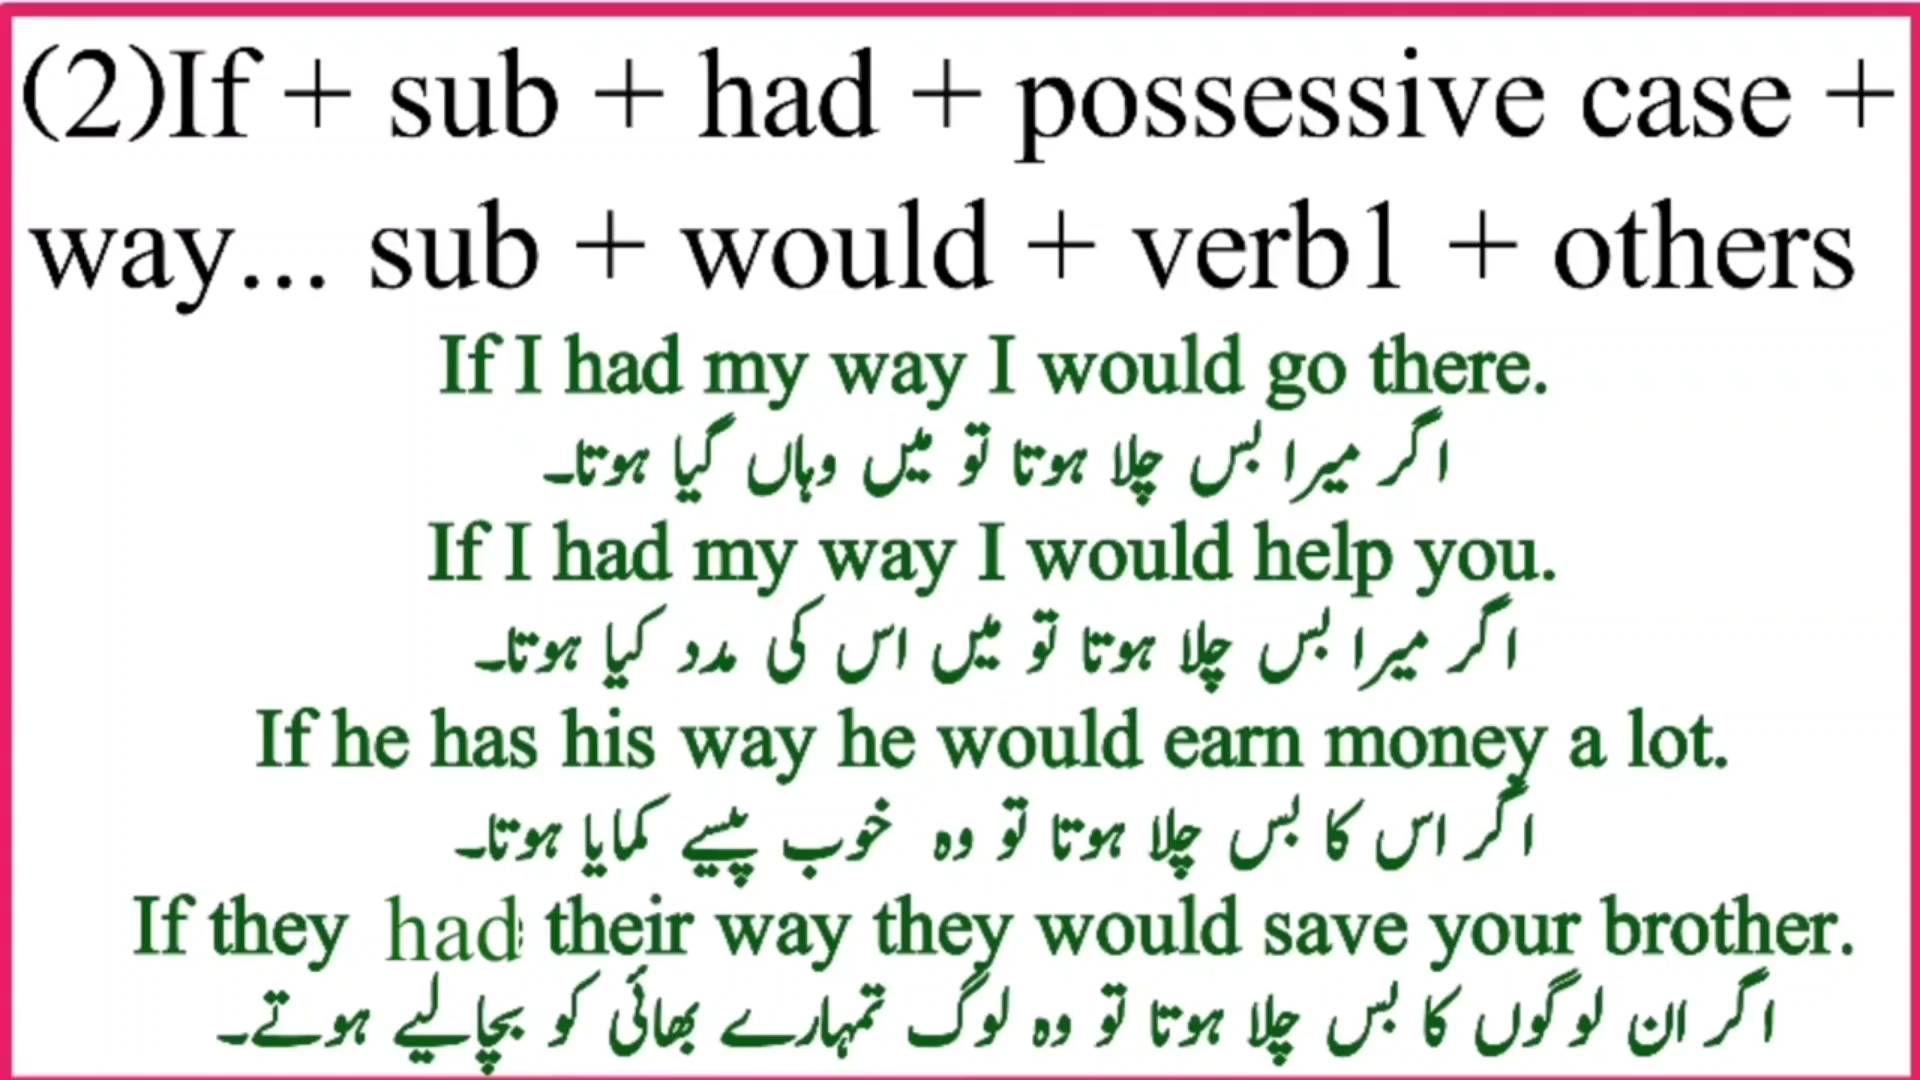 (2)If + sub + had + possessive case +
way... sub + would + verb1 + others
If I had my way I would go there.
اگر میرا بس چلا ہوتا تو میں وہاں گیا ہوتا۔
If I had my way I would help you.
اگر میرا بس چلا ہوتا تو میں اس کی مدد کیا ہوتا۔
If he has his way he would earn money a lot.
اگر اس کا بس چلا ہوتا تو وہ خوب پیسے کمایا ہوتا۔
If they had their way they would save your brother.
اگر ان لوگوں کا بس چلا ہوتا تو وہ لوگ تمہارے بھائی کو بچالیے ہوتے۔